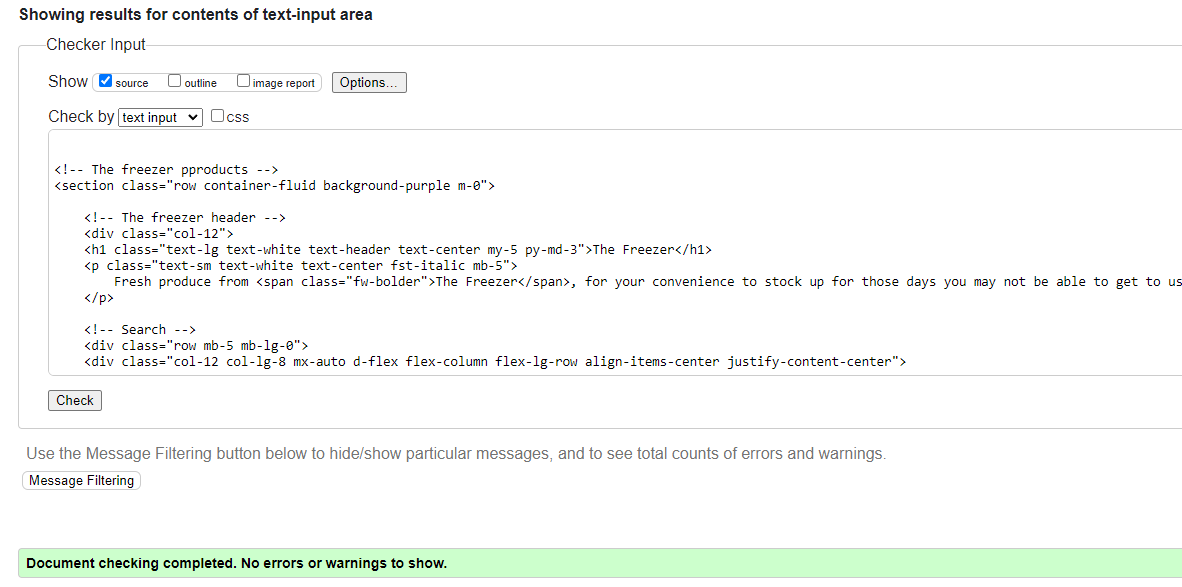 Showing results for contents of text-input area
Checker Input
Show source outline image report Options...
Check by text input css
<!-- The freezer pproducts -->
<section class="row container-fluid background-purple m-0">
<!-- The freezer header -->
<div class="col-12">
<h1 class="text-lg text-white text-header text-center my-5 py-md-3">The Freezer</h1>
<p class="text-sm text-white text-center fst-italic mb-5">
Fresh produce from <span class="fw-bolder">The Freezer</span>, for your convenience to stock up for those days you may not be able to get to us
</p>
<!-- Search -->
<div class="row mb-5 mb-lg-0">
<div class="col-12 col-lg-8 mx-auto d-flex flex-column flex-lg-row align-items-center justify-content-center">
Check
Use the Message Filtering button below to hide/show particular messages, and to see total counts of errors and warnings.
Message Filtering
Document checking completed. No errors or warnings to show.